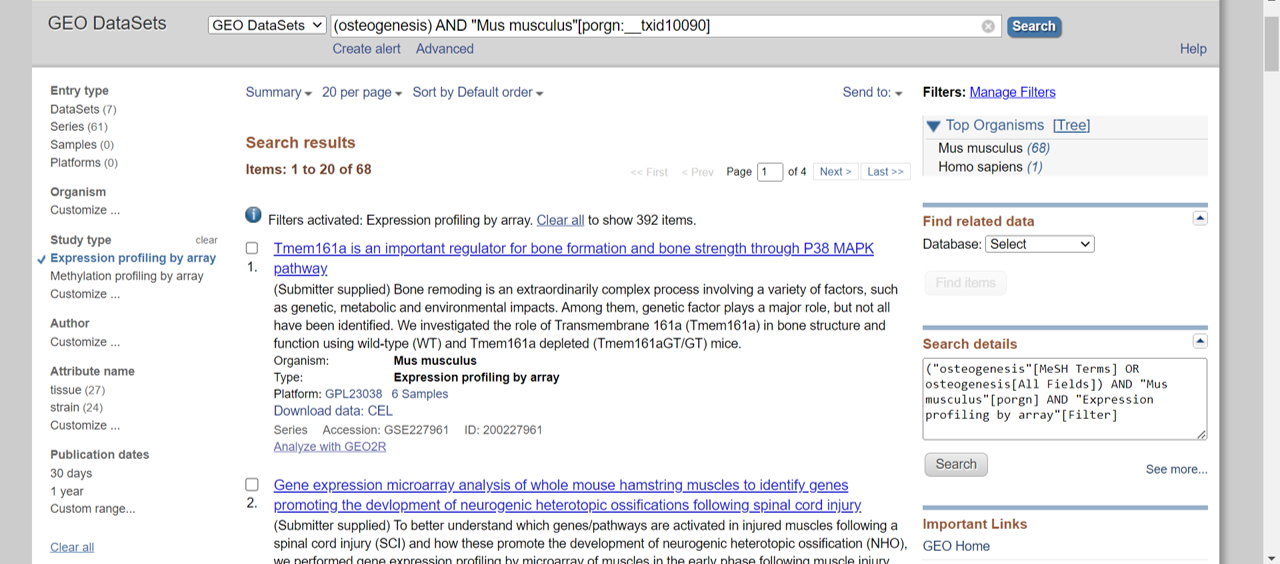 GEO DataSets
GEO DataSets
(osteogenesis) AND "Mus musculus"[porgn:__txid10090]
Search
Create alert Advanced
Help
Entry type
DataSets (7)
Series (61)
Samples (0)
Platforms (0)
Organism
Customize ...
Study type clear
Expression profiling by array
Methylation profiling by array
Customize ...
Author
Customize ...
Attribute name
tissue (27)
strain (24)
Customize ...
Publication dates
30 days
1 year
Custom range...
Clear all
Summary 20 per page Sort by Default order
Send to:
Search results
Items: 1 to 20 of 68
<< First < Prev Page 1 of 4 Next > Last >>
Filters activated: Expression profiling by array. Clear all to show 392 items.
Tmem161a is an important regulator for bone formation and bone strength through P38 MAPK
1. pathway
(Submitter supplied) Bone remoding is an extraordinarily complex process involving a variety of factors, such
as genetic, metabolic and environmental impacts. Among them, genetic factor plays a major role, but not all
have been identified. We investigated the role of Transmembrane 161a (Tmem161a) in bone structure and
function using wild-type (WT) and Tmem161a depleted (Tmem161aGT/GT) mice.
Organism: Mus musculus
Type: Expression profiling by array
Platform: GPL23038 6 Samples
Download data: CEL
Series Accession: GSE227961 ID: 200227961
Analyze with GEO2R
Gene expression microarray analysis of whole mouse hamstring muscles to identify genes
2. promoting the devlopment of neurogenic heterotopic ossifications following spinal cord injury
(Submitter supplied) To better understand which genes/pathways are activated in injured muscles following a
spinal cord injury (SCI) and how these promote the development of neurogenic heterotopic ossification (NHO),
we performed gene expression profiling by microarray of muscles in the early phase following muscle injury
Filters: Manage Filters
Top Organisms [Tree]
Mus musculus (68)
Homo sapiens (1)
Find related data
Database: Select
Find items
Search details
("osteogenesis"[MeSH Terms] OR
osteogenesis[All Fields]) AND "Mus
musculus"[porgn] AND "Expression
profiling by array"[Filter]
Search
See more...
Important Links
GEO Home